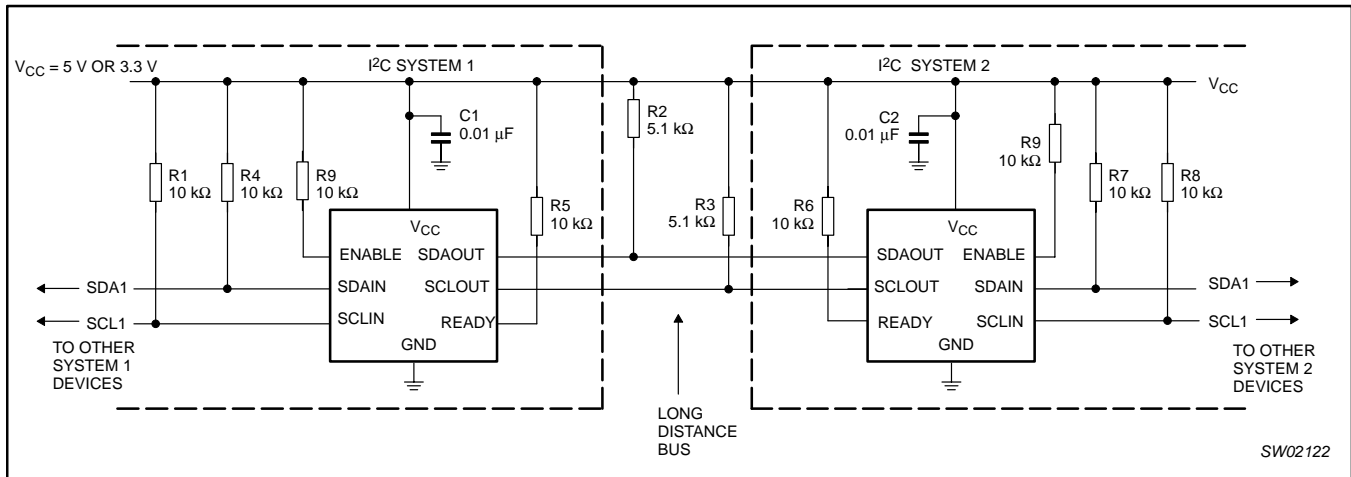 V_CC = 5 V OR 3.3 V
I²C SYSTEM 1
I²C SYSTEM 2
V_CC
C1
0.01 µF
R2
5.1 kΩ
C2
0.01 µF
R9
10 kΩ
R1
10 kΩ
R4
10 kΩ
R9
10 kΩ
R5
10 kΩ
R3
5.1 kΩ
R6
10 kΩ
R7
10 kΩ
R8
10 kΩ
V_CC
ENABLE
SDAOUT
SDAIN
SCLOUT
SCLIN
READY
GND
V_CC
SDAOUT
ENABLE
SCLOUT
SDAIN
READY
SCLIN
GND
SDA1
SCL1
TO OTHER
SYSTEM 1
DEVICES
SDA1
SCL1
TO OTHER
SYSTEM 2
DEVICES
LONG
DISTANCE
BUS
SW02122